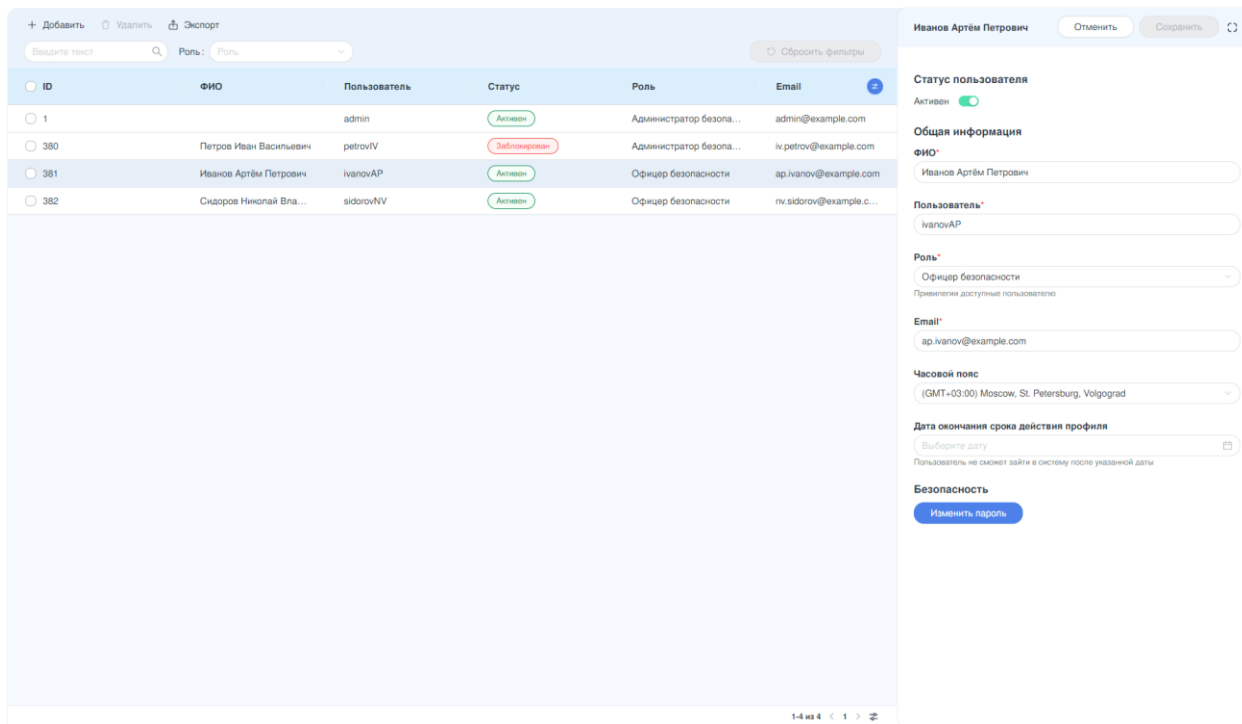 Добавить Удалить Экспорт
Введите текст Роль: Роль Сбросить фильтры
ID ФИО Пользователь Статус Роль Email
1 admin Активен Администратор безопа... admin@example.com
380 Петров Иван Васильевич petrovIV Заблокирован Администратор безопа... iv.petrov@example.com
381 Иванов Артём Петрович ivanovAP Активен Офицер безопасности ap.ivanov@example.com
382 Сидоров Николай Вла... sidorovNV Активен Офицер безопасности nv.sidorov@example.c...
1-4 из 4 1
Иванов Артём Петрович Отменить Сохранить
Статус пользователя
Активен
Общая информация
ФИО*
Иванов Артём Петрович
Пользователь*
ivanovAP
Роль*
Офицер безопасности
Привилегии доступные пользователю
Email*
ap.ivanov@example.com
Часовой пояс
(GMT+03:00) Moscow, St. Petersburg, Volgograd
Дата окончания срока действия профиля
Выберите дату
Пользователь не сможет зайти в систему после указанной даты
Безопасность
Изменить пароль